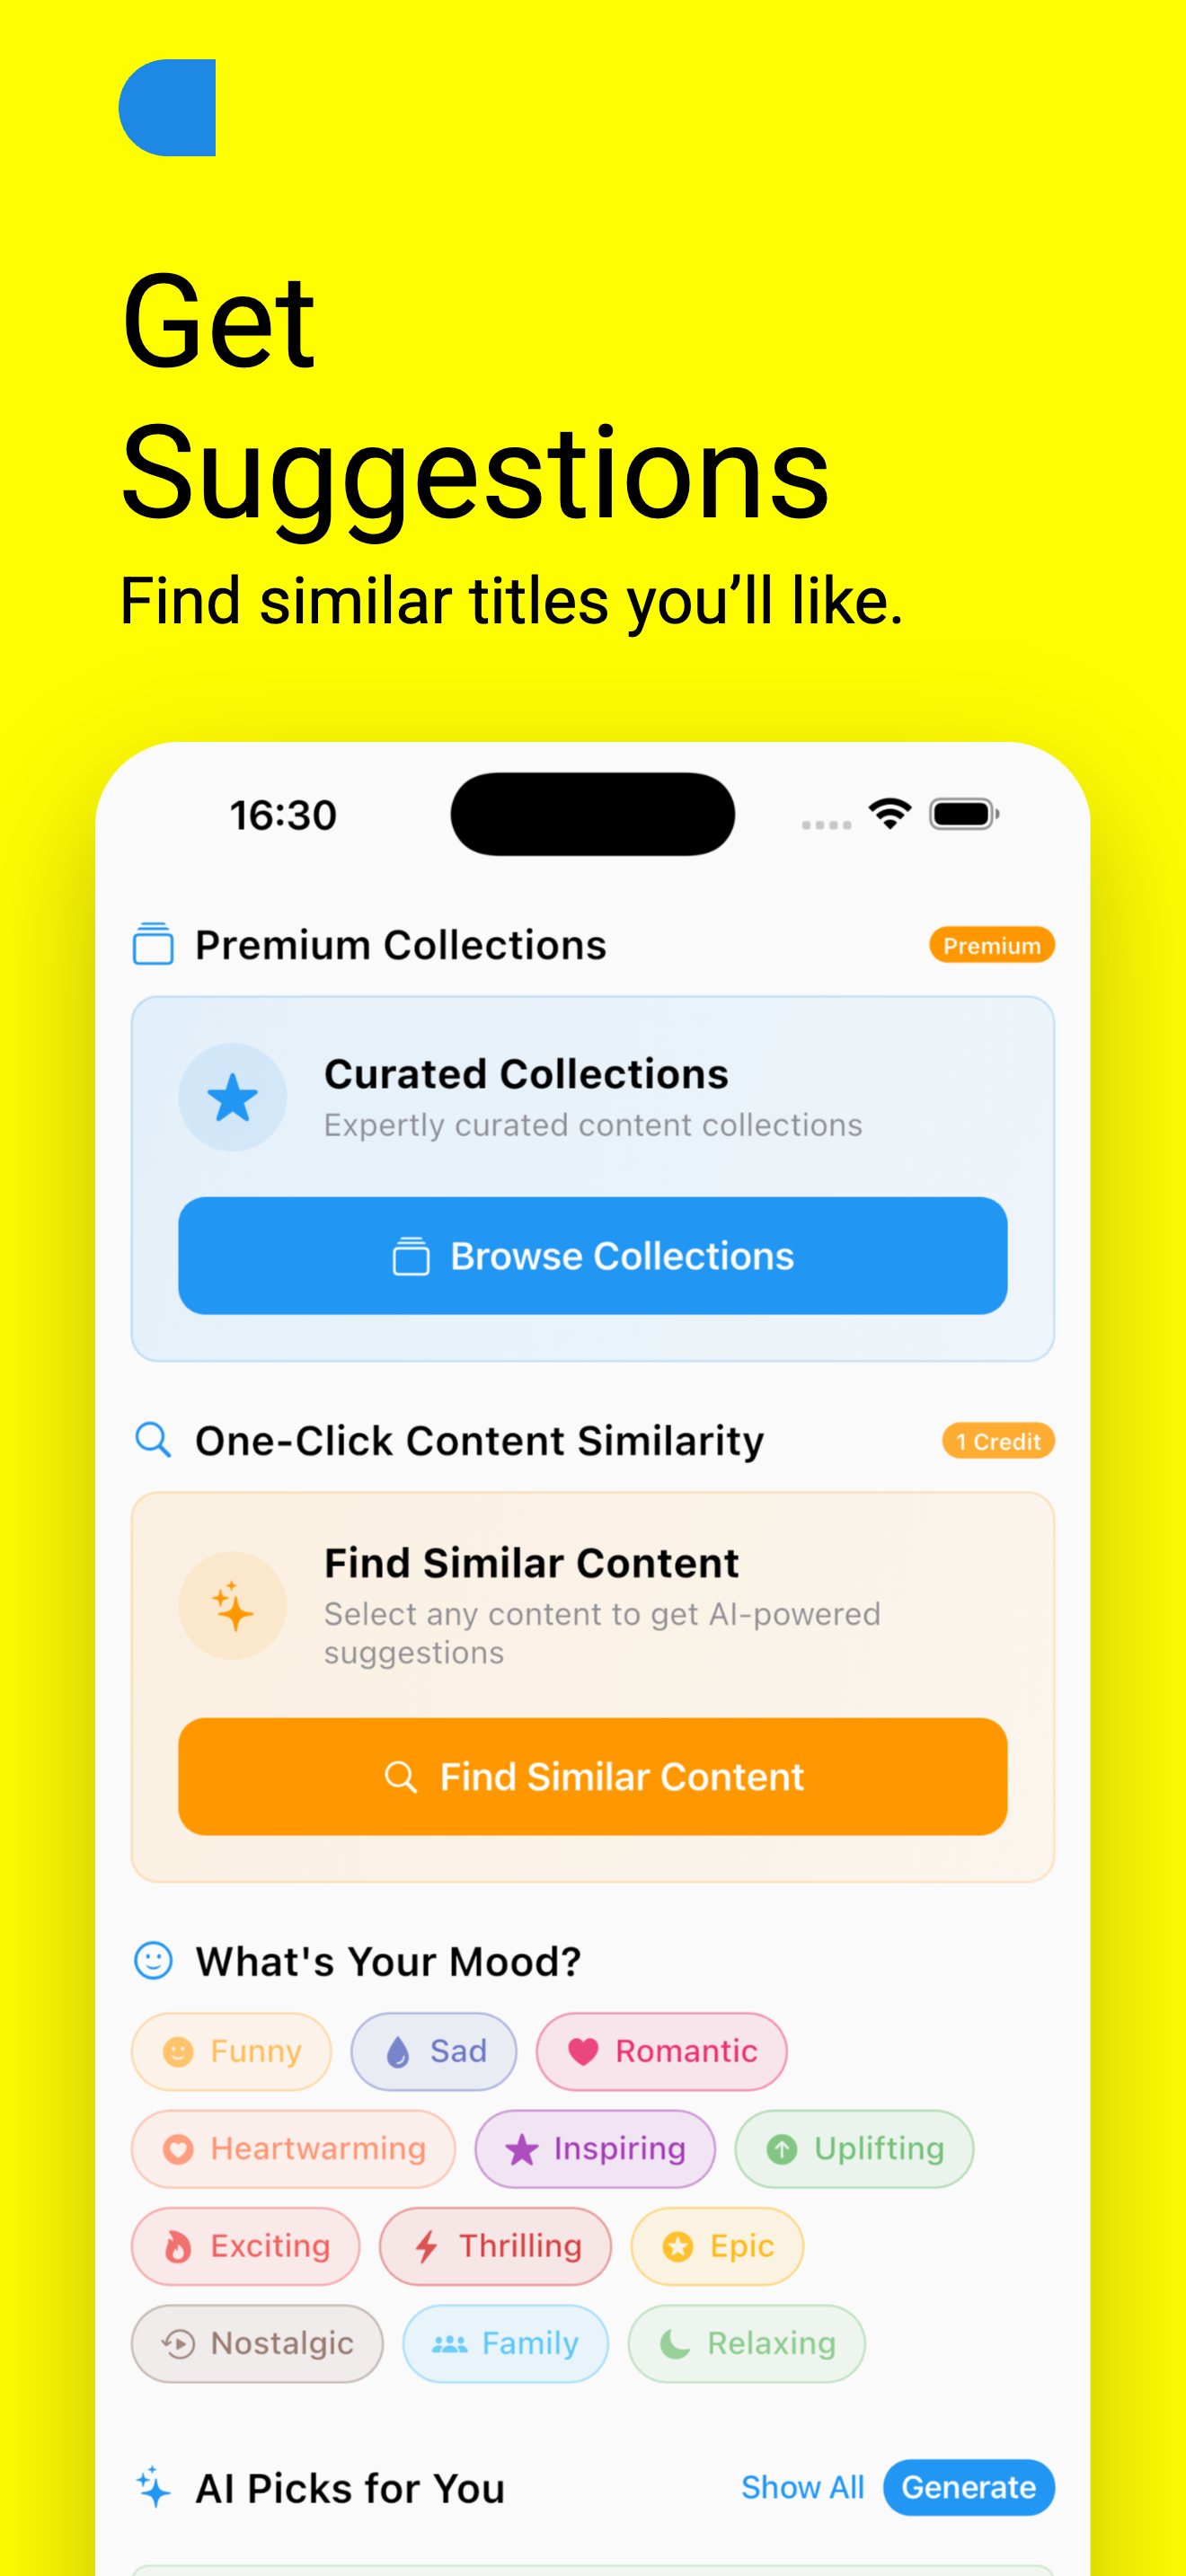 Get
Suggestions
Find similar titles you’ll like.
16:30
Premium Collections
Premium
Curated Collections
Expertly curated content collections
Browse Collections
One-Click Content Similarity
1 Credit
Find Similar Content
Select any content to get AI-powered
suggestions
Find Similar Content
What's Your Mood?
Funny Sad Romantic
Heartwarming Inspiring Uplifting
Exciting Thrilling Epic
Nostalgic Family Relaxing
AI Picks for You
Show All Generate